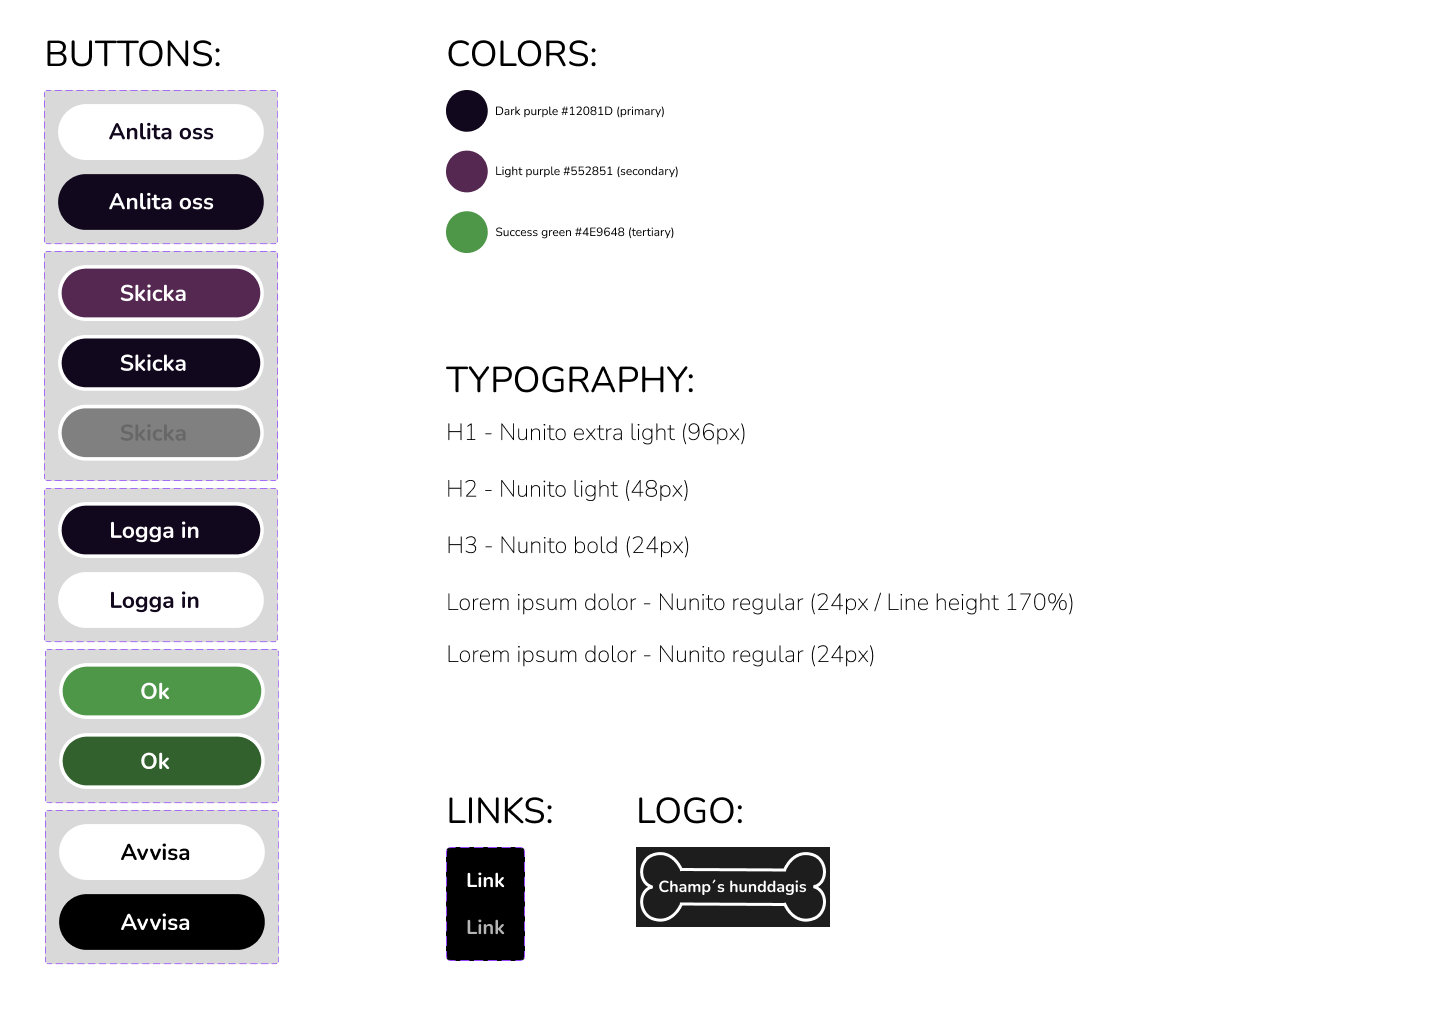 BUTTONS:
Anlita oss
Anlita oss
Skicka
Skicka
Skicka
Logga in
Logga in
Ok
Ok
Avvisa
Avvisa
COLORS:
Dark purple #12081D (primary)
Light purple #552851 (secondary)
Success green #4E9648 (tertiary)
TYPOGRAPHY:
H1 - Nunito extra light (96px)
H2 - Nunito light (48px)
H3 - Nunito bold (24px)
Lorem ipsum dolor - Nunito regular (24px / Line height 170%)
Lorem ipsum dolor - Nunito regular (24px)
LINKS:
Link
Link
LOGO:
Champ´s hunddagis